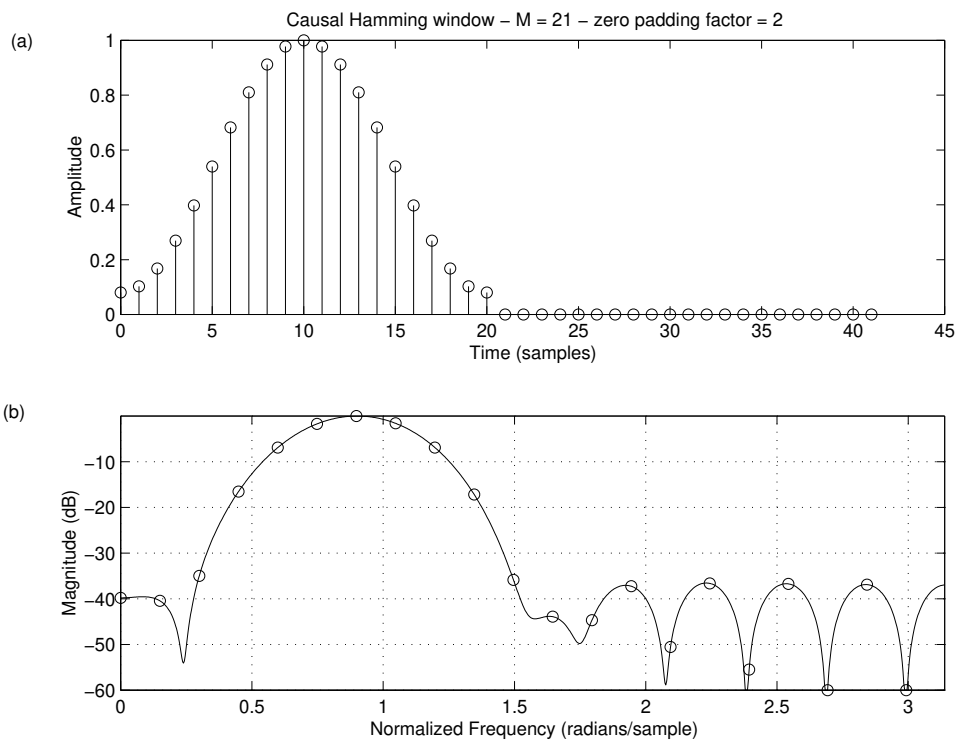 Causal Hamming window – M = 21 – zero padding factor = 2
(a)
1
0.8
0.6
0.4
0.2
0
Amplitude
0 5 10 15 20 25 30 35 40 45
Time (samples)
(b)
−10
−20
−30
−40
−50
−60
Magnitude (dB)
0 0.5 1 1.5 2 2.5 3
Normalized Frequency (radians/sample)